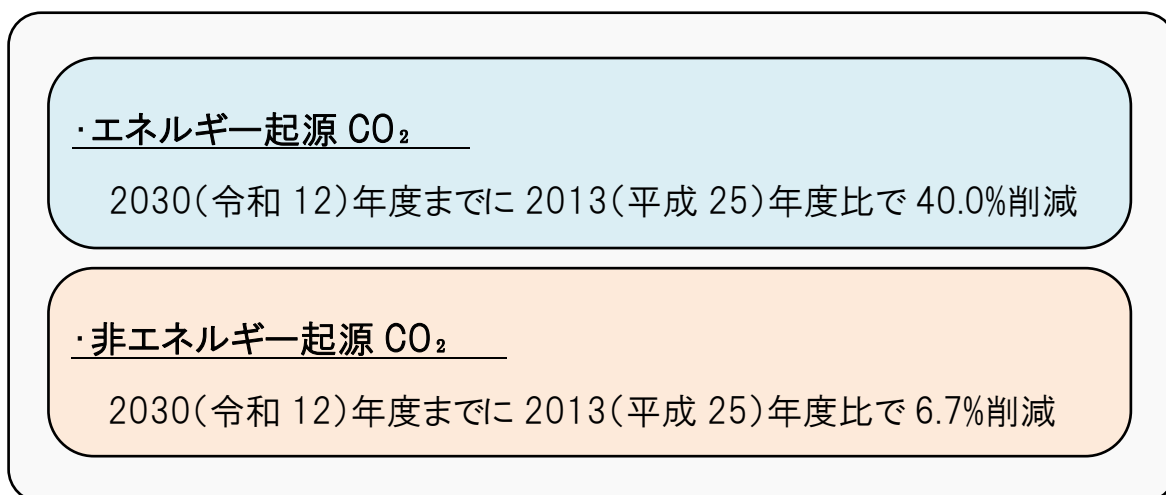 ・エネルギー起源 CO₂
2030(令和 12)年度までに 2013(平成 25)年度比で 40.0%削減
・非エネルギー起源 CO₂
2030(令和 12)年度までに 2013(平成 25)年度比で 6.7%削減